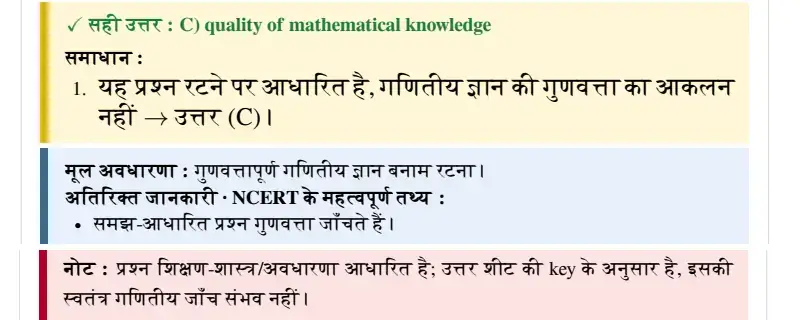 ✓ सही उत्तर : C) quality of mathematical knowledge
समाधान :
1. यह प्रश्न रटने पर आधारित है, गणितीय ज्ञान की गुणवत्ता का आकलन
नहीं → उत्तर (C)।
मूल अवधारणा : गुणवत्तापूर्ण गणितीय ज्ञान बनाम रटना।
अतिरिक्त जानकारी · NCERT के महत्वपूर्ण तथ्य :
• समझ-आधारित प्रश्न गुणवत्ता जाँचते हैं।
नोट : प्रश्न शिक्षण-शास्त्र/अवधारणा आधारित है; उत्तर शीट की key के अनुसार है, इसकी
स्वतंत्र गणितीय जाँच संभव नहीं।